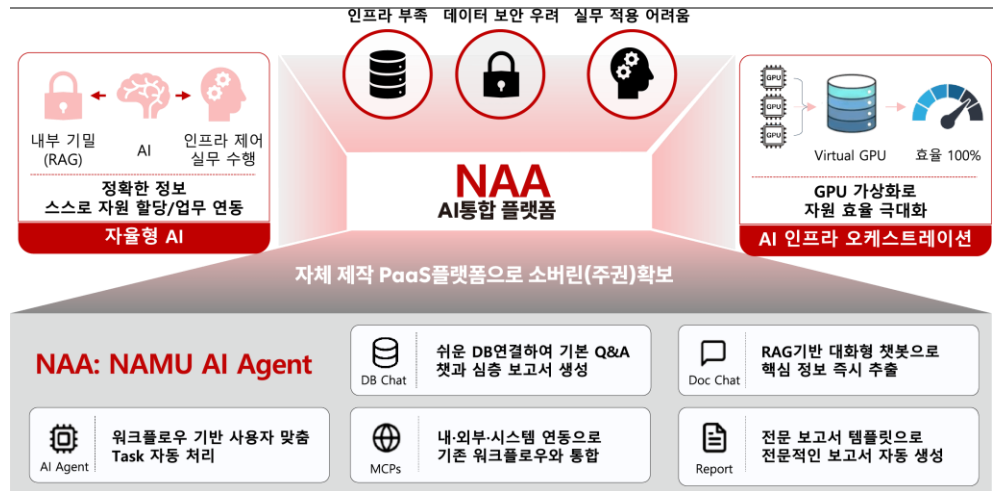 인프라 부족 데이터 보안 우려 실무 적용 어려움
내부 기밀
(RAG)
AI
인프라 제어
실무 수행
정확한 정보
스스로 자원 할당/업무 연동
자율형 AI
NAA
AI통합 플랫폼
GPU
GPU
GPU
Virtual GPU
효율 100%
GPU 가상화로
자원 효율 극대화
AI 인프라 오케스트레이션
자체 제작 PaaS플랫폼으로 소버린(주권)확보
NAA: NAMU AI Agent
DB Chat
쉬운 DB연결하여 기본 Q&A
챗과 심층 보고서 생성
Doc Chat
RAG기반 대화형 챗봇으로
핵심 정보 즉시 추출
AI Agent
워크플로우 기반 사용자 맞춤
Task 자동 처리
MCPs
내·외부·시스템 연동으로
기존 워크플로우와 통합
Report
전문 보고서 템플릿으로
전문적인 보고서 자동 생성